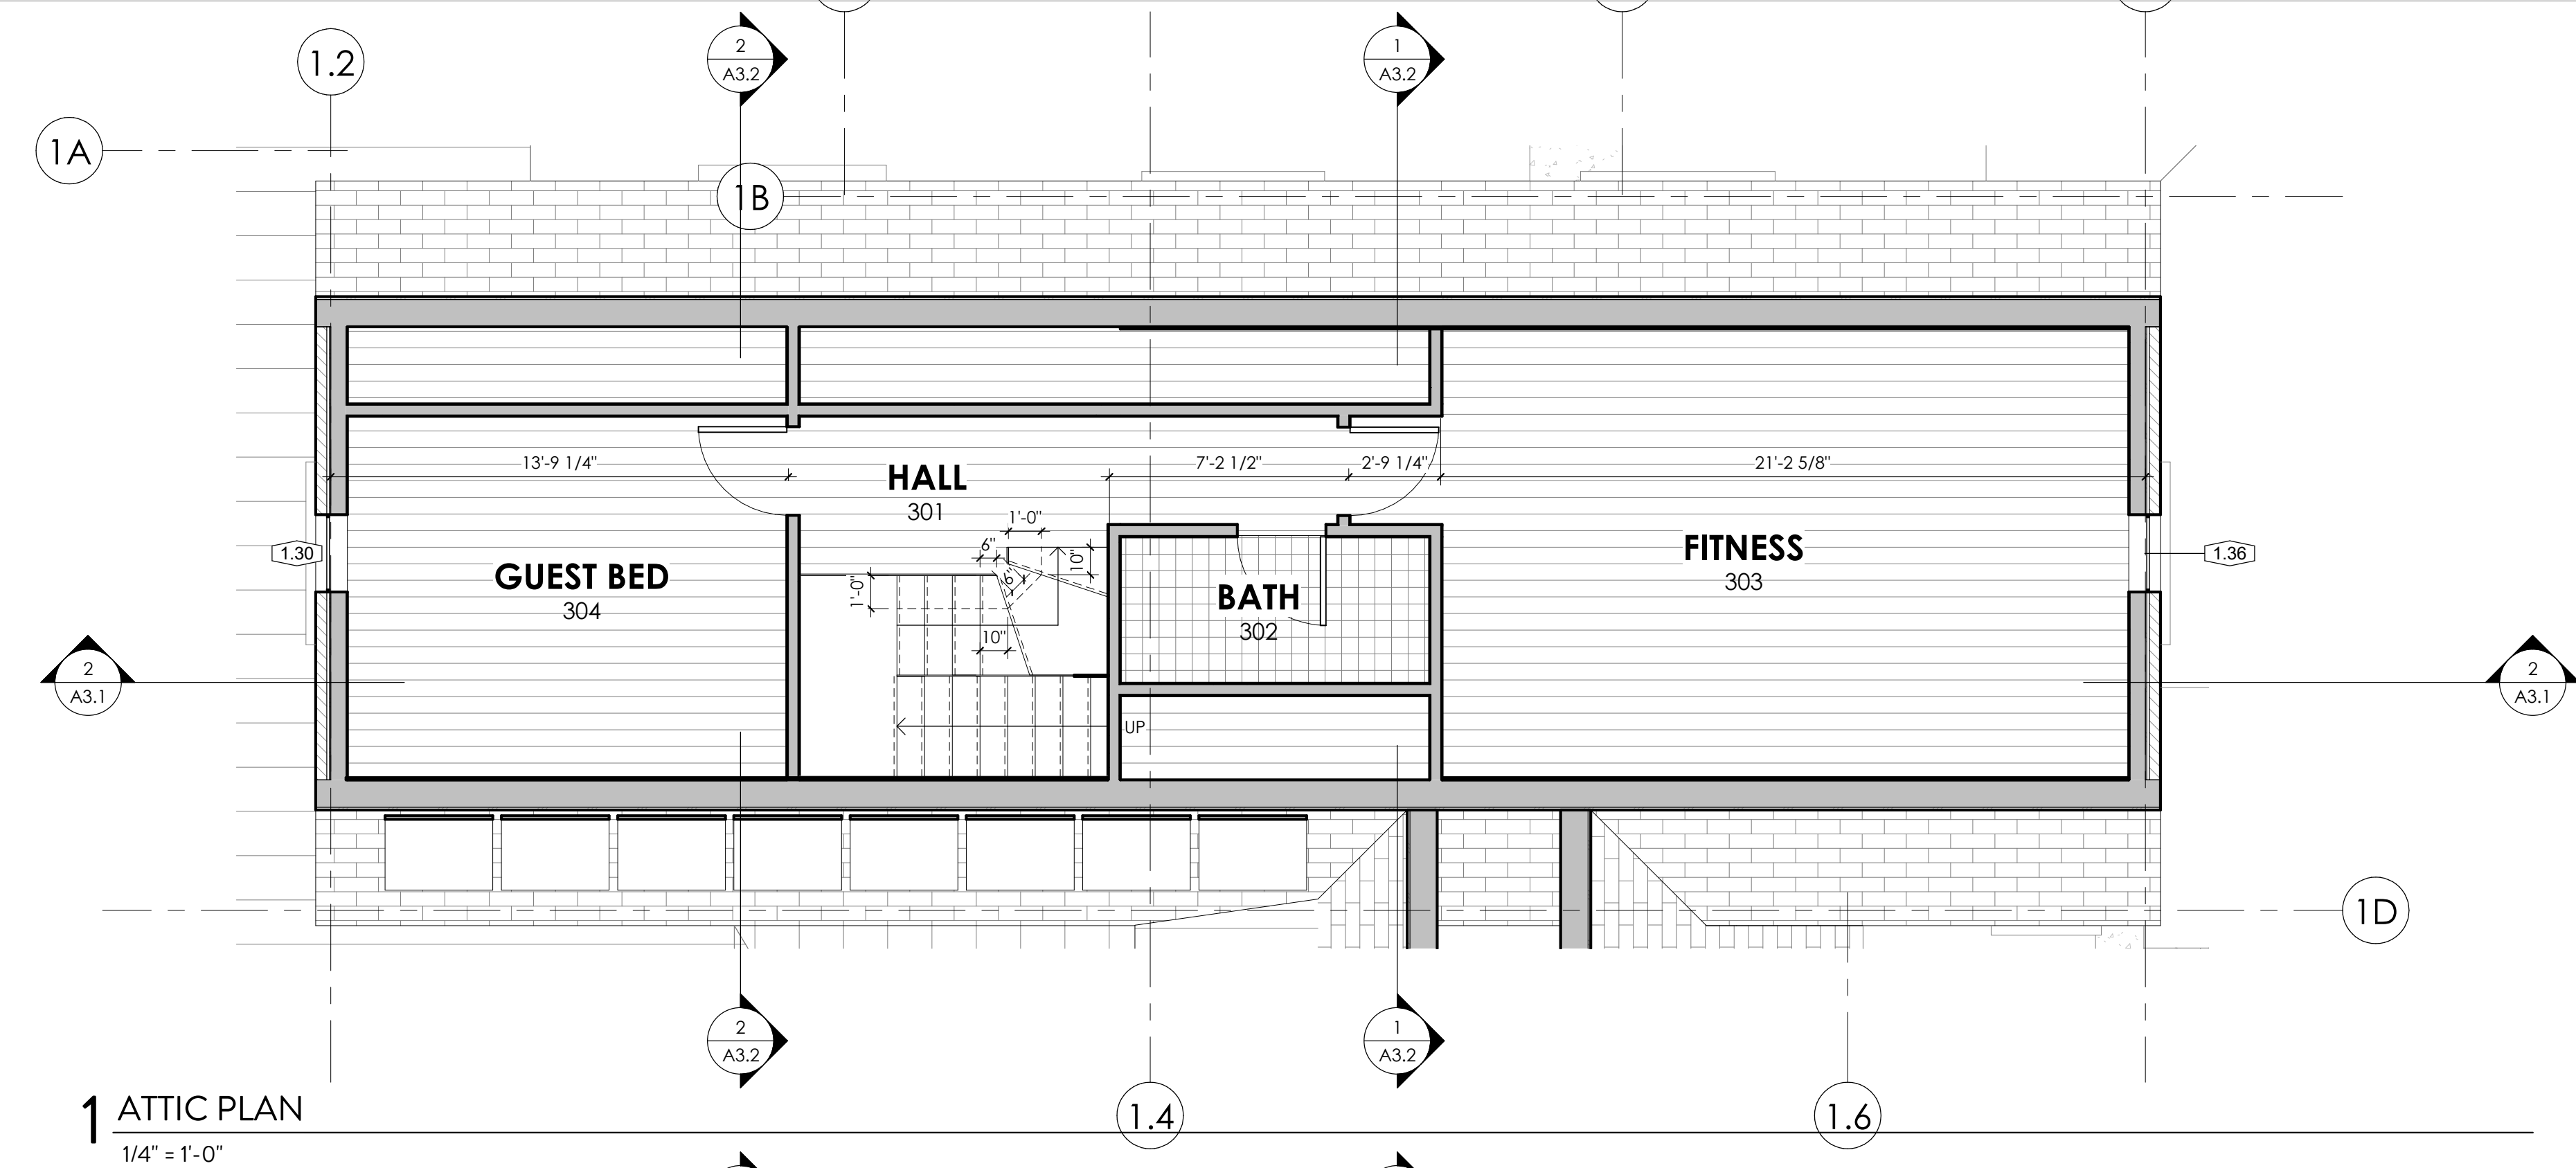 2
A3.2
1
A3.2
1.2
1A
1B
13'-9 1/4"
HALL
301
7'-2 1/2"
2'-9 1/4"
21'-2 5/8"
1'-0"
6"
10"
6"
1'-0"
10"
1.30
GUEST BED
304
BATH
302
FITNESS
303
1.36
2
A3.1
2
A3.1
UP
1D
2
A3.2
1
A3.2
1.4
1.6
1 ATTIC PLAN
1/4" = 1'-0"